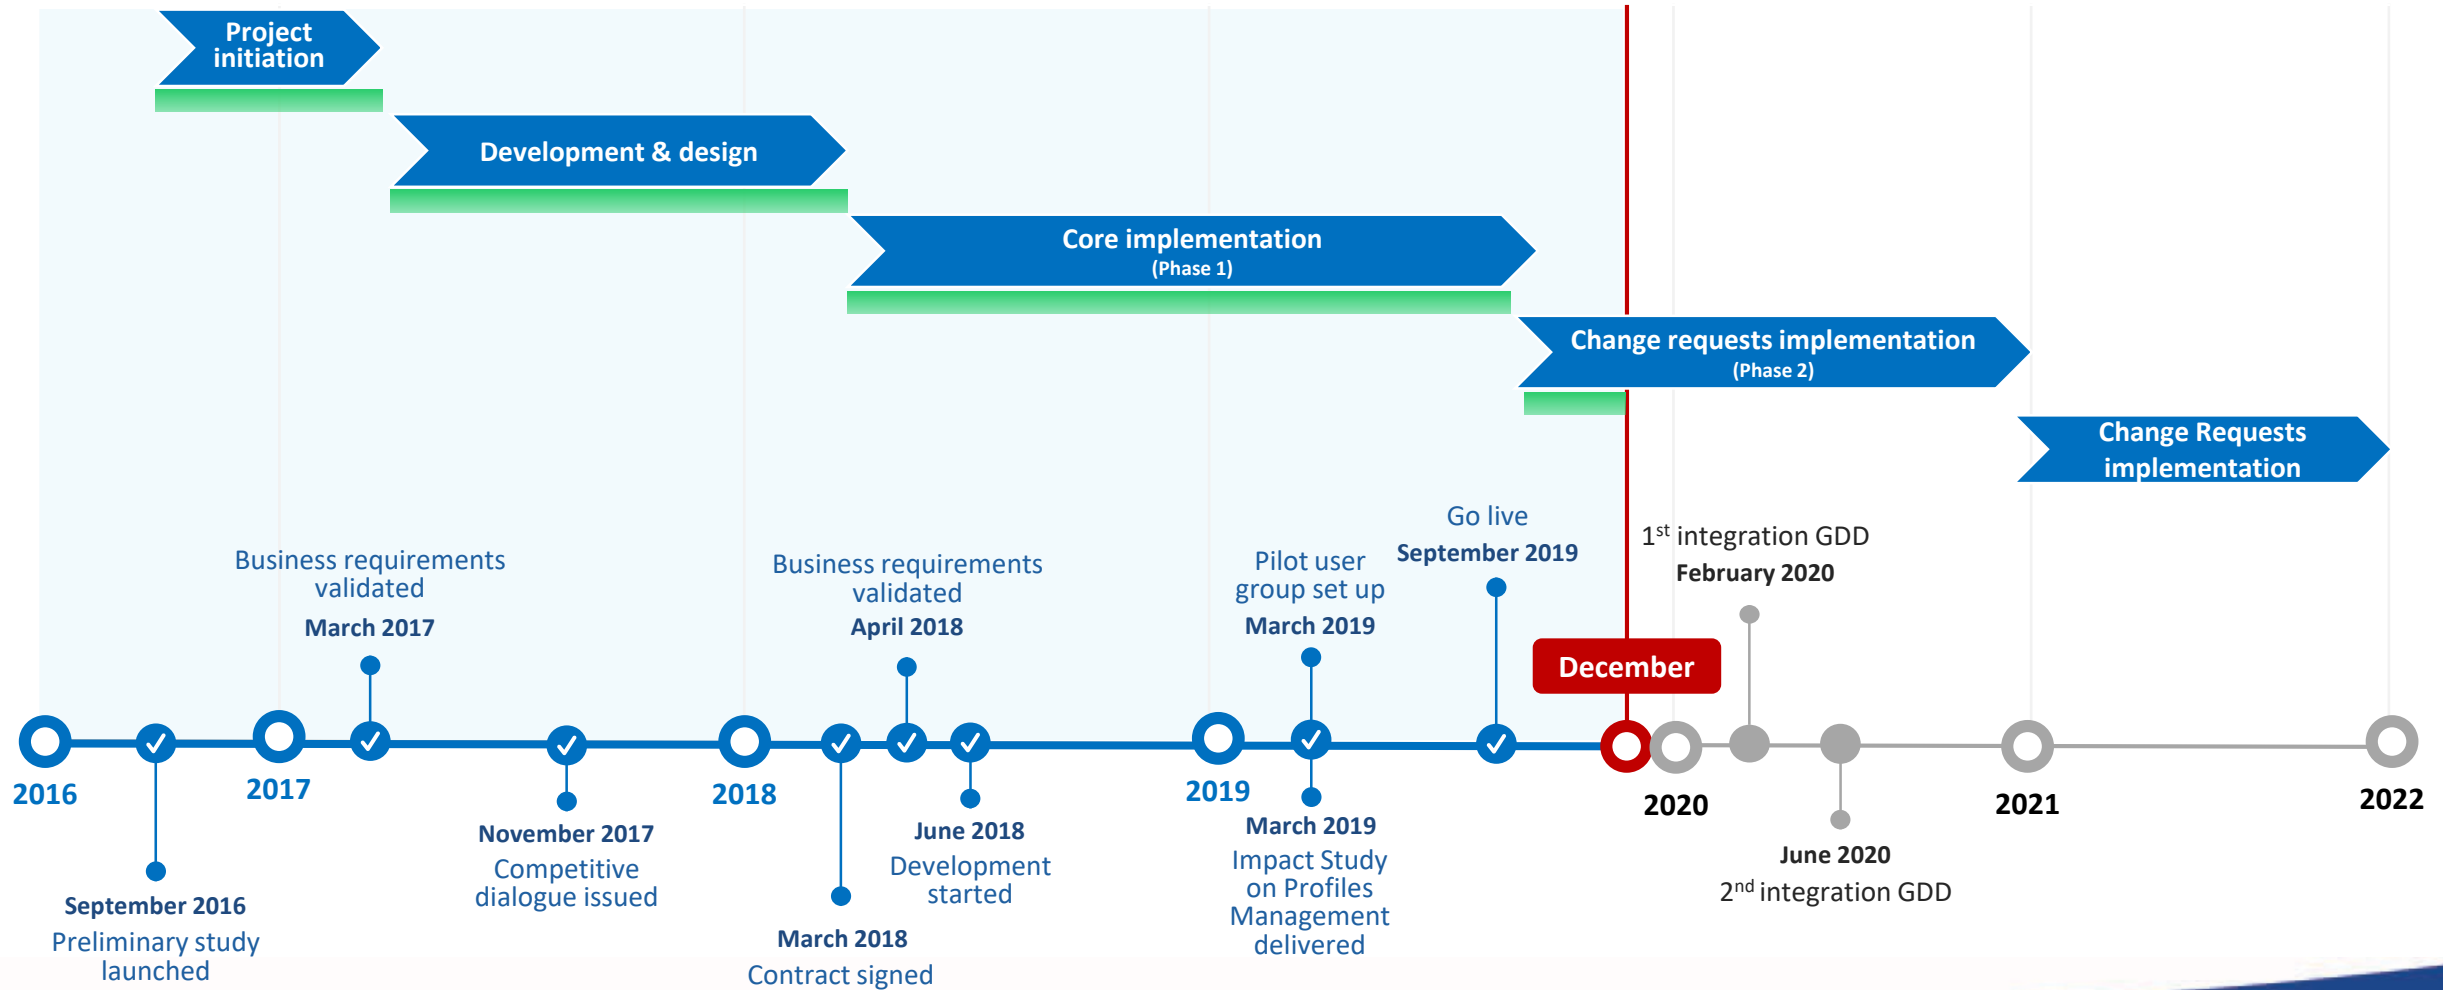 Project
initiation
Development & design
Core implementation
(Phase 1)
Change requests implementation
(Phase 2)
Change Requests
implementation
Business requirements
validated
March 2017
Business requirements
validated
April 2018
Pilot user
group set up
March 2019
Go live
September 2019
1st integration GDD
February 2020
December
2016
2017
2018
2019
2020
2021
2022
September 2016
Preliminary study
launched
November 2017
Competitive
dialogue issued
March 2018
Contract signed
June 2018
Development
started
March 2019
Impact Study
on Profiles
Management
delivered
June 2020
2nd integration GDD